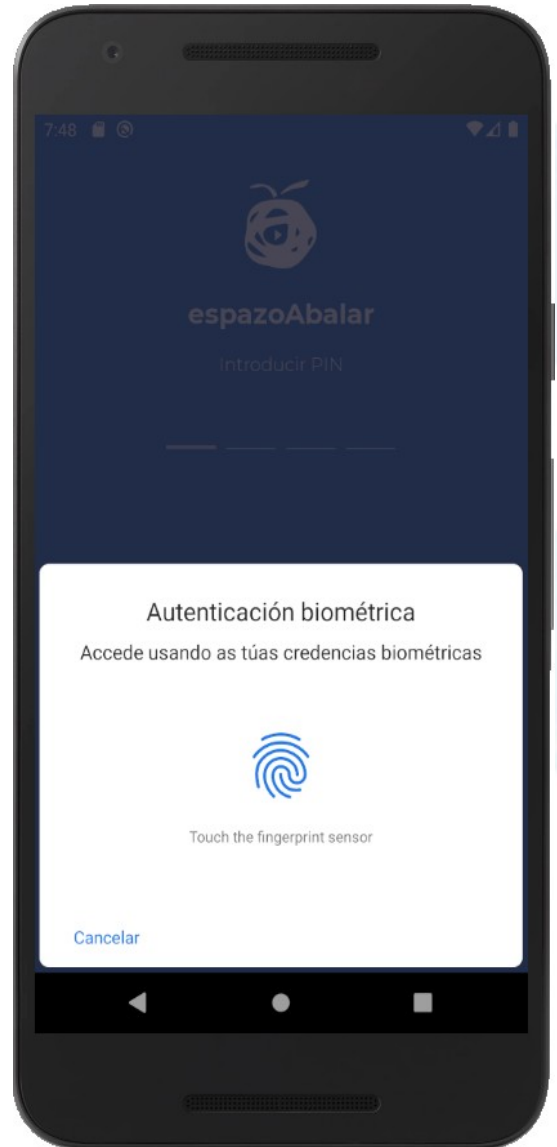 7:48
espazoAbalar
Introducir PIN
Autenticación biométrica
Accede usando as túas credencias biométricas
Touch the fingerprint sensor
Cancelar